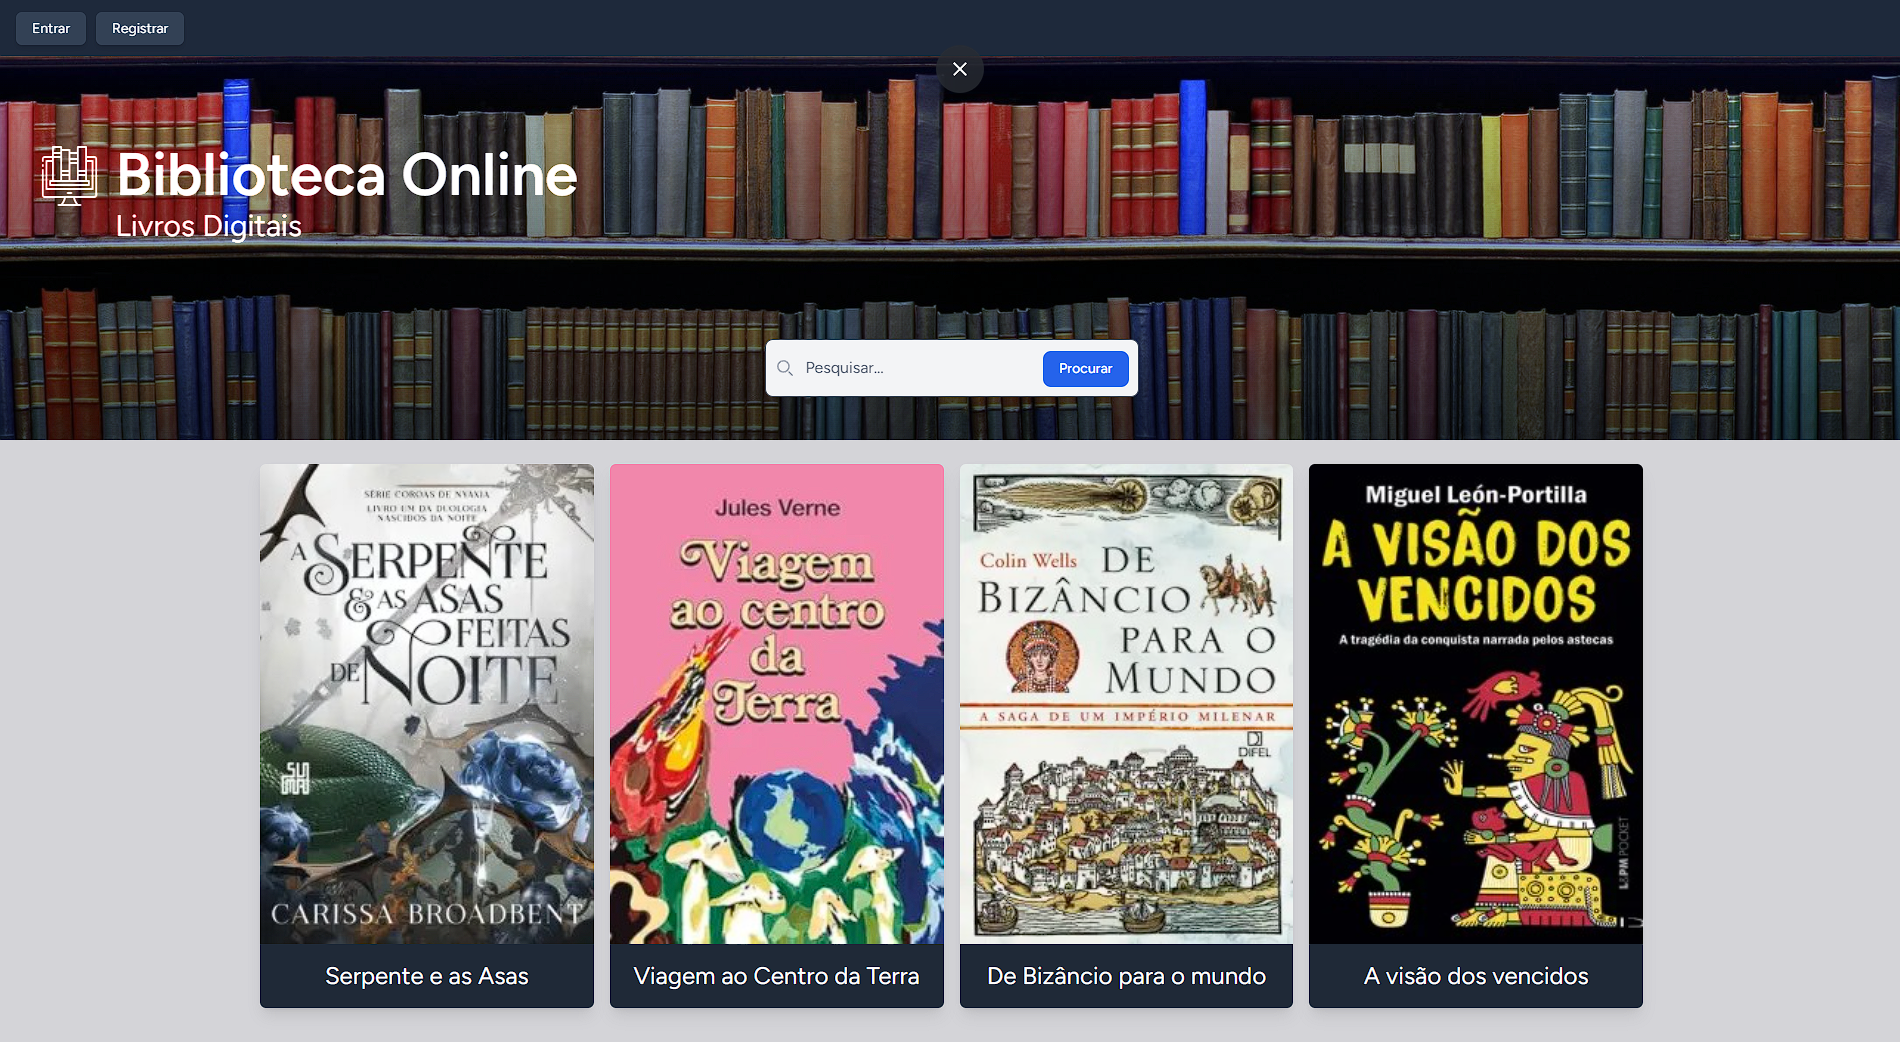 Entrar
Registrar
Biblioteca Online
Livros Digitais
Pesquisar...
Procurar
SÉRIE COROAS DE NYAXIA
LIVRO UM DA DUOLOGIA
NASCIDOS DA NOITE
A SERPENTE
& AS ASAS
FEITAS
DE NOITE
SUMA
CARISSA BROADBENT
Serpente e as Asas
Jules Verne
Viagem
ao centro
da
Terra
Viagem ao Centro da Terra
Colin Wells
DE
BIZÂNCIO
PARA O
MUNDO
A SAGA DE UM IMPÉRIO MILENAR
DIFEL
De Bizâncio para o mundo
Miguel León-Portilla
A VISÃO DOS
VENCIDOS
A tragédia da conquista narrada pelos astecas
L&PM POCKET
A visão dos vencidos